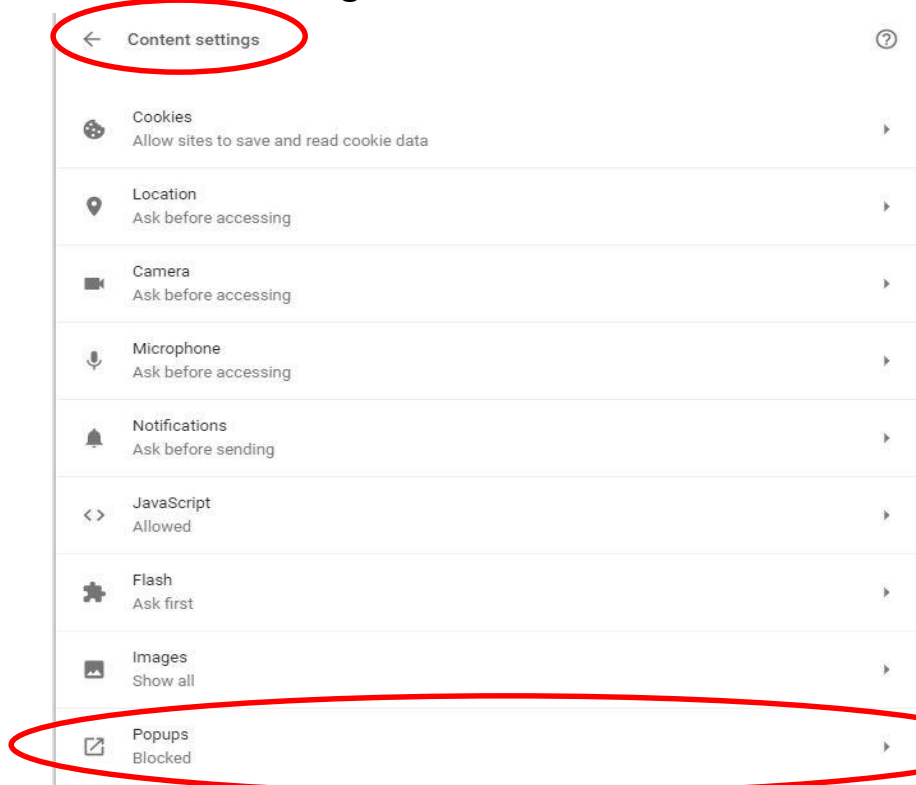 Content settings
Cookies
Allow sites to save and read cookie data
Location
Ask before accessing
Camera
Ask before accessing
Microphone
Ask before accessing
Notifications
Ask before sending
JavaScript
Allowed
Flash
Ask first
Images
Show all
Popups
Blocked